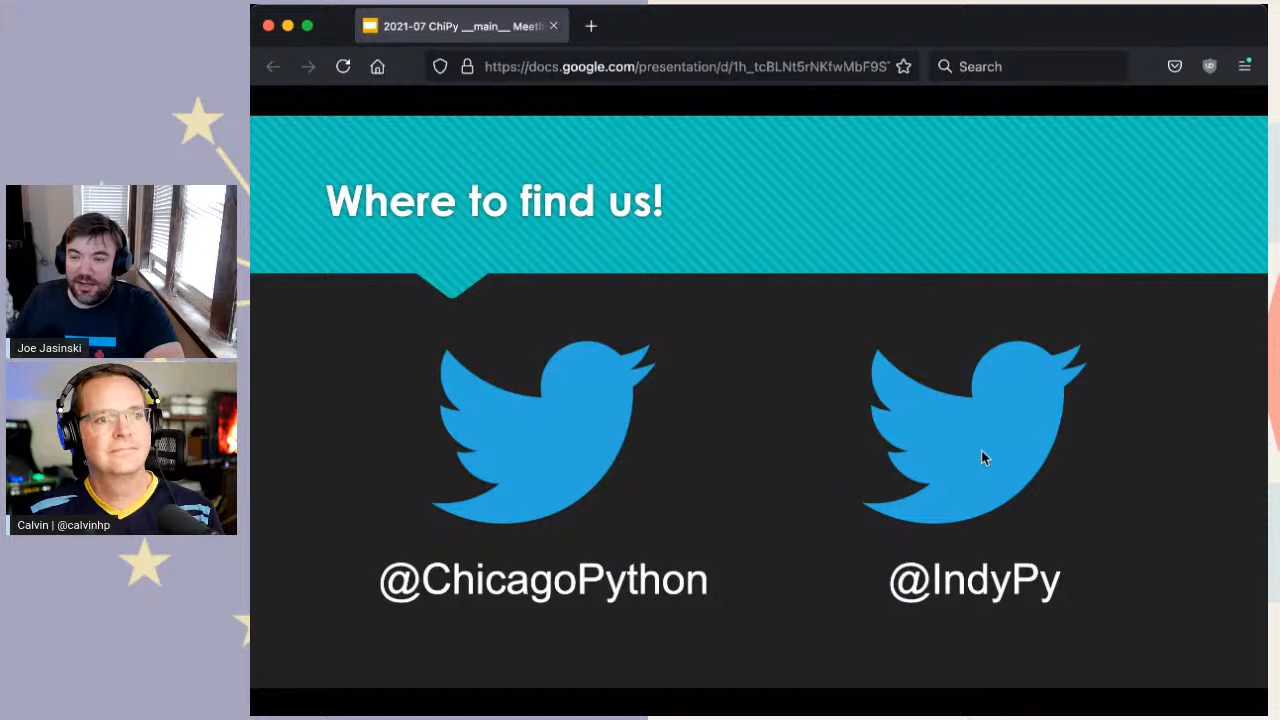 2021-07 ChiPy __main__ Meetin
https://docs.google.com/presentation/d/1h_tcBLNt5rNKfwMbF9S
Search
Where to find us!
Joe Jasinski
Calvin | @calvinhp
@ChicagoPython
@IndyPy